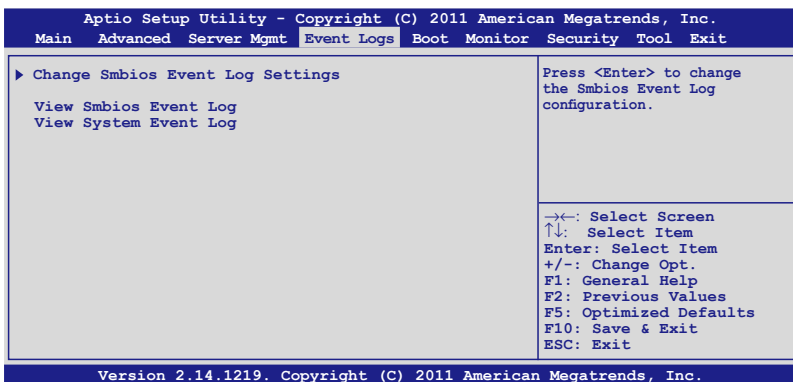 Aptio Setup Utility - Copyright (C) 2011 American Megatrends, Inc.
Main Advanced Server Mgmt Event Logs Boot Monitor Security Tool Exit
▶ Change Smbios Event Log Settings
View Smbios Event Log
View System Event Log
Press <Enter> to change
the Smbios Event Log
configuration.
→←: Select Screen
↑↓: Select Item
Enter: Select Item
+/-: Change Opt.
F1: General Help
F2: Previous Values
F5: Optimized Defaults
F10: Save & Exit
ESC: Exit
Version 2.14.1219. Copyright (C) 2011 American Megatrends, Inc.